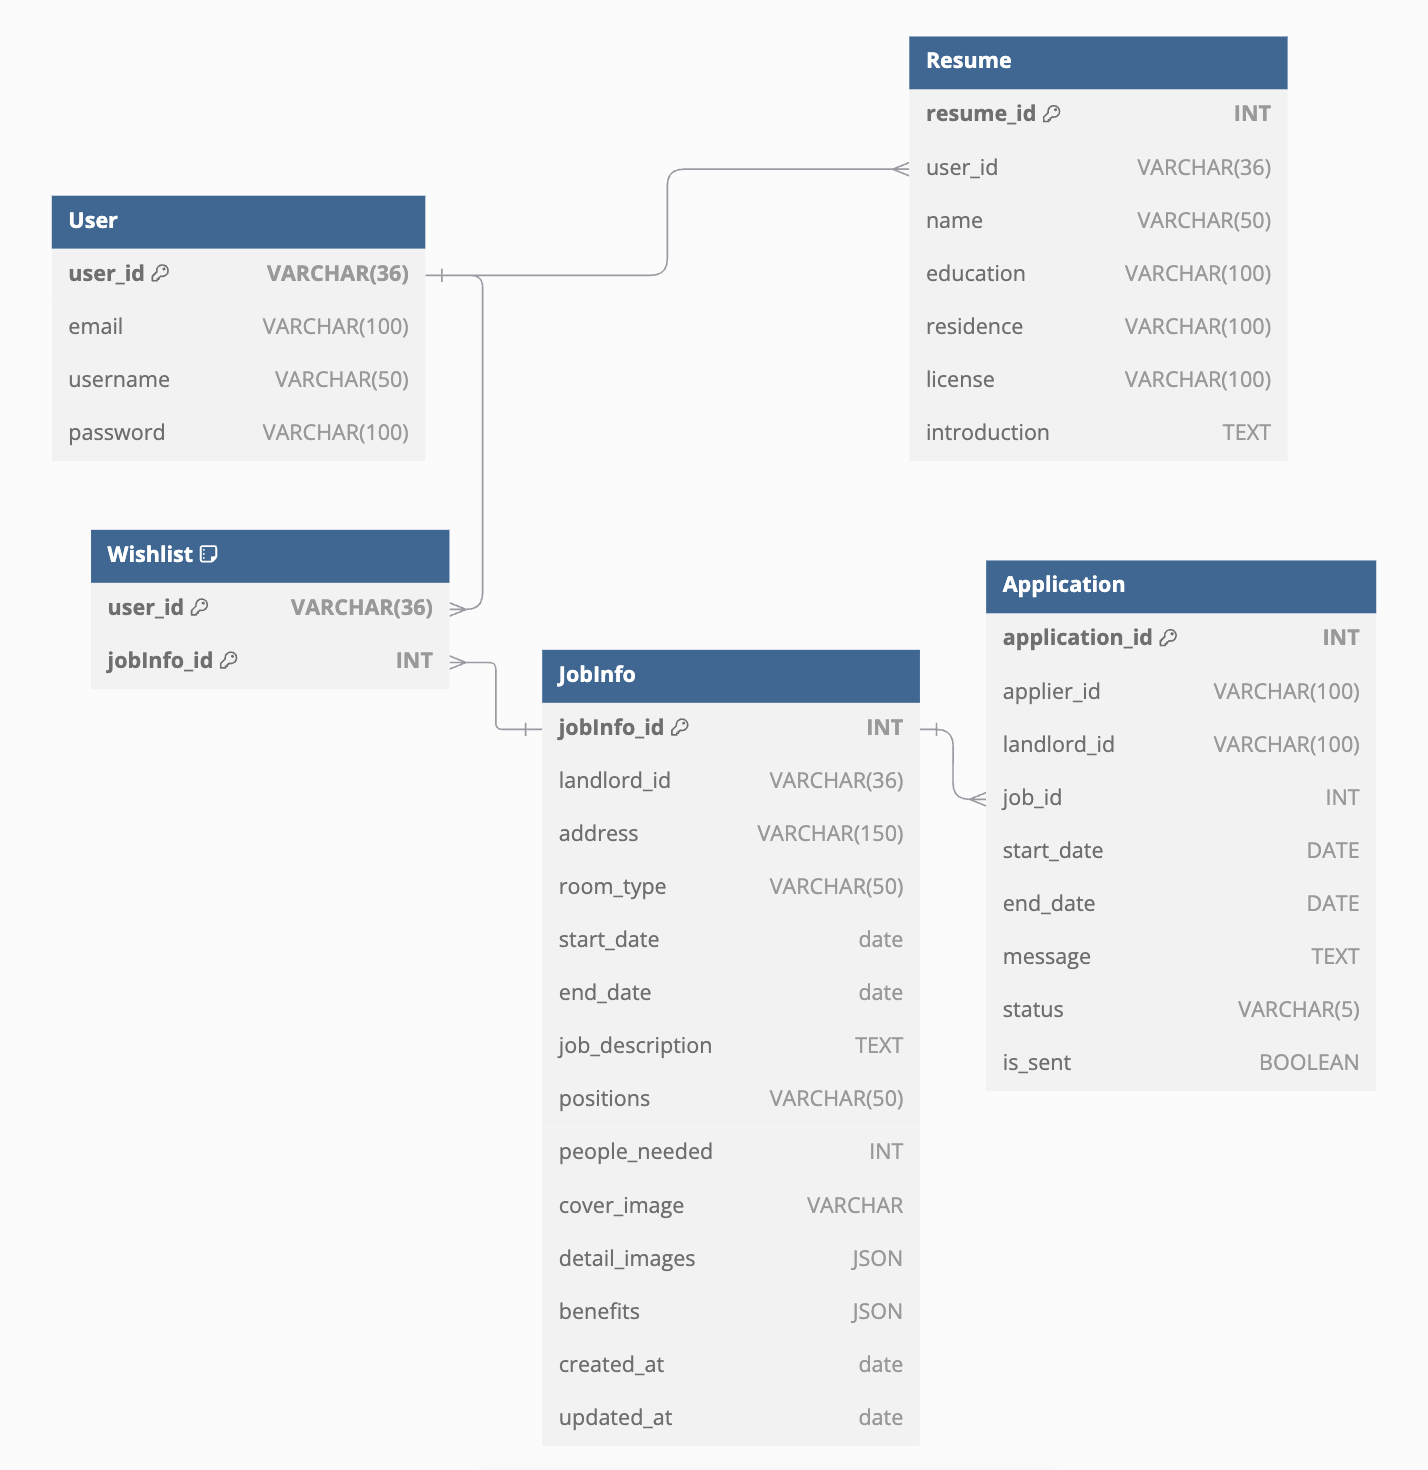 Resume
resume_id INT
user_id VARCHAR(36)
name VARCHAR(50)
education VARCHAR(100)
residence VARCHAR(100)
license VARCHAR(100)
introduction TEXT
User
user_id VARCHAR(36)
email VARCHAR(100)
username VARCHAR(50)
password VARCHAR(100)
Wishlist
user_id VARCHAR(36)
jobInfo_id INT
JobInfo
jobInfo_id INT
landlord_id VARCHAR(36)
address VARCHAR(150)
room_type VARCHAR(50)
start_date date
end_date date
job_description TEXT
positions VARCHAR(50)
people_needed INT
cover_image VARCHAR
detail_images JSON
benefits JSON
created_at date
updated_at date
Application
application_id INT
applier_id VARCHAR(100)
landlord_id VARCHAR(100)
job_id INT
start_date DATE
end_date DATE
message TEXT
status VARCHAR(5)
is_sent BOOLEAN